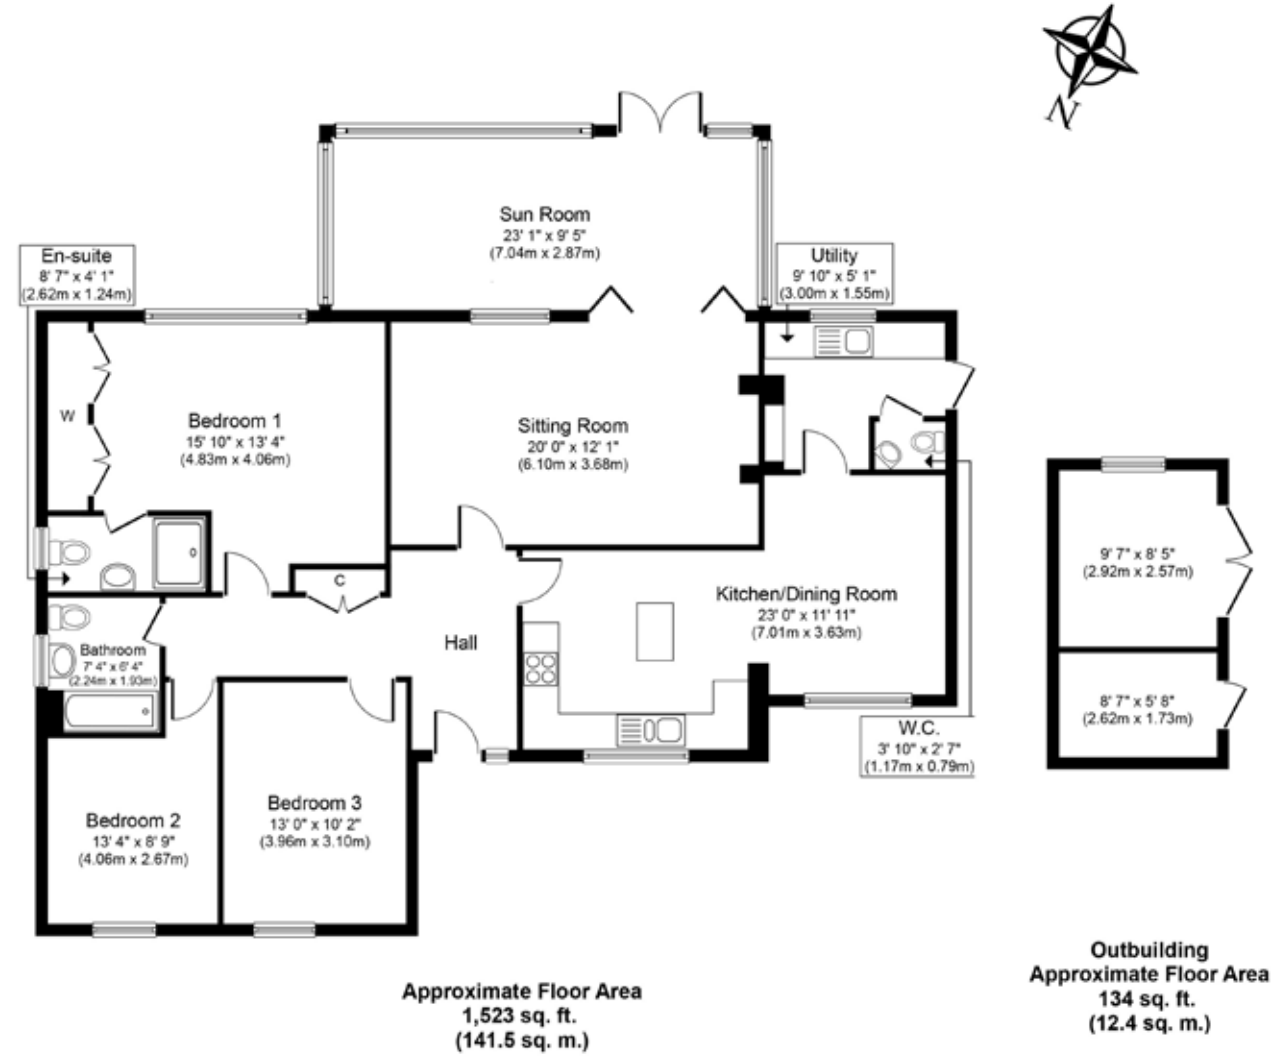 N
Sun Room
23' 1" x 9' 5"
(7.04m x 2.87m)
En-suite
8' 7" x 4' 1"
(2.62m x 1.24m)
Utility
9' 10" x 5' 1"
(3.00m x 1.55m)
W
Bedroom 1
15' 10" x 13' 4"
(4.83m x 4.06m)
Sitting Room
20' 0" x 12' 1"
(6.10m x 3.68m)
C
Hall
Kitchen/Dining Room
23' 0" x 11' 11"
(7.01m x 3.63m)
Bathroom
7' 4" x 6' 4"
(2.24m x 1.93m)
W.C.
3' 10" x 2' 7"
(1.17m x 0.79m)
Bedroom 2
13' 4" x 8' 9"
(4.06m x 2.67m)
Bedroom 3
13' 0" x 10' 2"
(3.96m x 3.10m)
9' 7" x 8' 5"
(2.92m x 2.57m)
8' 7" x 5' 8"
(2.62m x 1.73m)
Approximate Floor Area
1,523 sq. ft.
(141.5 sq. m.)
Outbuilding
Approximate Floor Area
134 sq. ft.
(12.4 sq. m.)